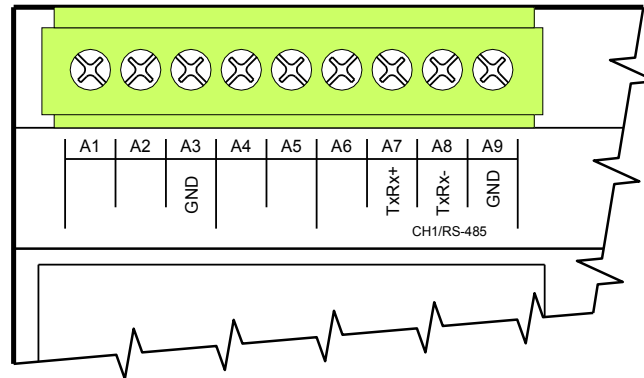 A1 A2 A3 A4 A5 A6 A7 A8 A9
GND TxRx+ TxRx- GND
CH1/RS-485